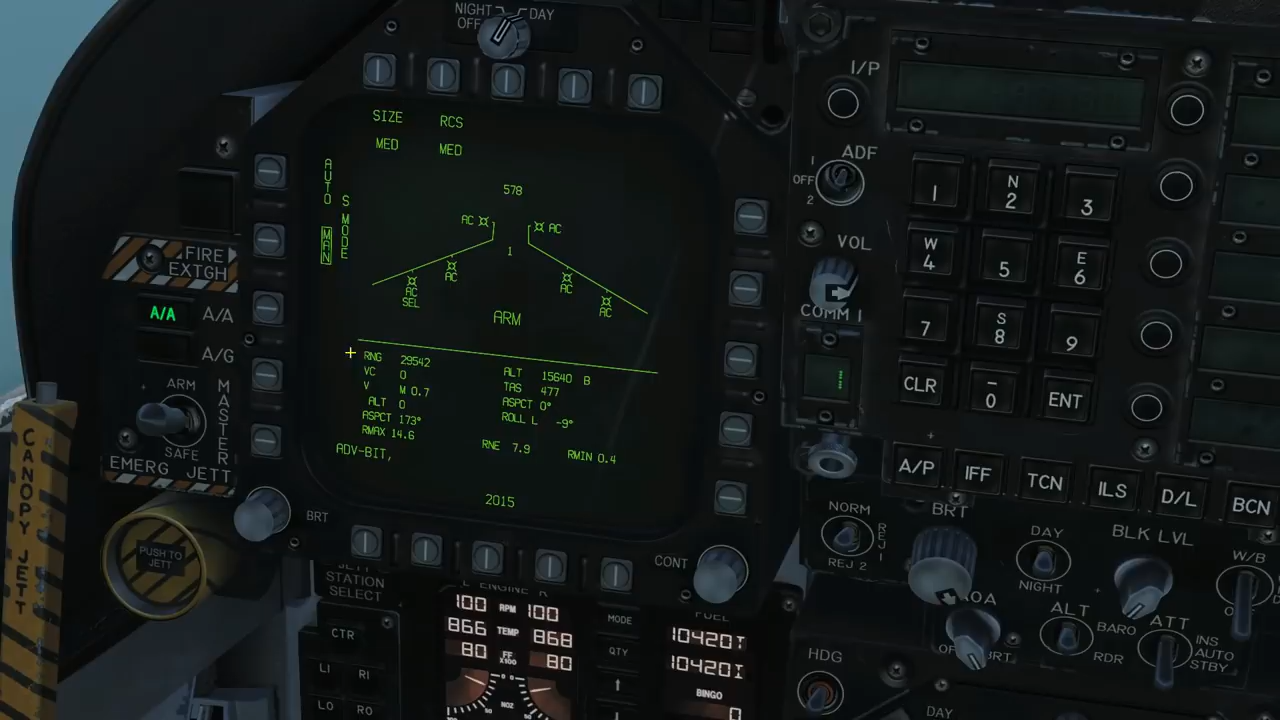 NIGHT DAY
OFF
SIZE RCS
MED MED
AUTO
MAN
S MODE
578
AC AC
1
AC AC
AC AC
SEL
ARM
RNG 29542
VC 0
V M 0.7
ALT 0
ASPCT 173°
RMAX 14.6
ALT 15640 B
TAS 477
ASPCT 0°
ROLL L -9°
RNE 7.9
RMIN 0.4
ADV-BIT,
2015
FIRE
EXTGH
A/A A/A
A/G
ARM
SAFE
MASTER
EMERG JETT
CANOPY JETT
PUSH TO
JETT
BRT
CONT
STATION
SELECT
CTR
LI RI
LO RO
100 RPM 100
866 TEMP 868
80 FF 80
X100
NOZ
MODE
QTY
FUEL
10420T
10420I
BINGO
0
I/P
ADF
1
OFF
2
VOL
COMM 1
1 N 2 3
W 4 5 E 6
7 S 8 9
CLR - 0 ENT
A/P IFF TCN ILS D/L BCN
NORM
REJ 1
REJ 2
BRT
DAY
NIGHT
BLK LVL
W/B
ALT
BARO
RDR
ATT
INS
AUTO
STBY
HDG
DAY